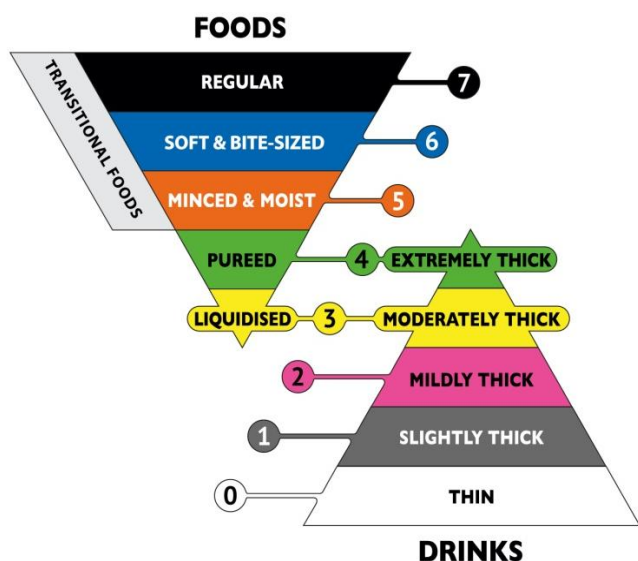 FOODS
TRANSITIONAL FOODS
REGULAR
7
SOFT & BITE-SIZED
6
MINCED & MOIST
5
PUREED
4
EXTREMELY THICK
LIQUIDISED
3
MODERATELY THICK
2
MILDLY THICK
1
SLIGHTLY THICK
0
THIN
DRINKS